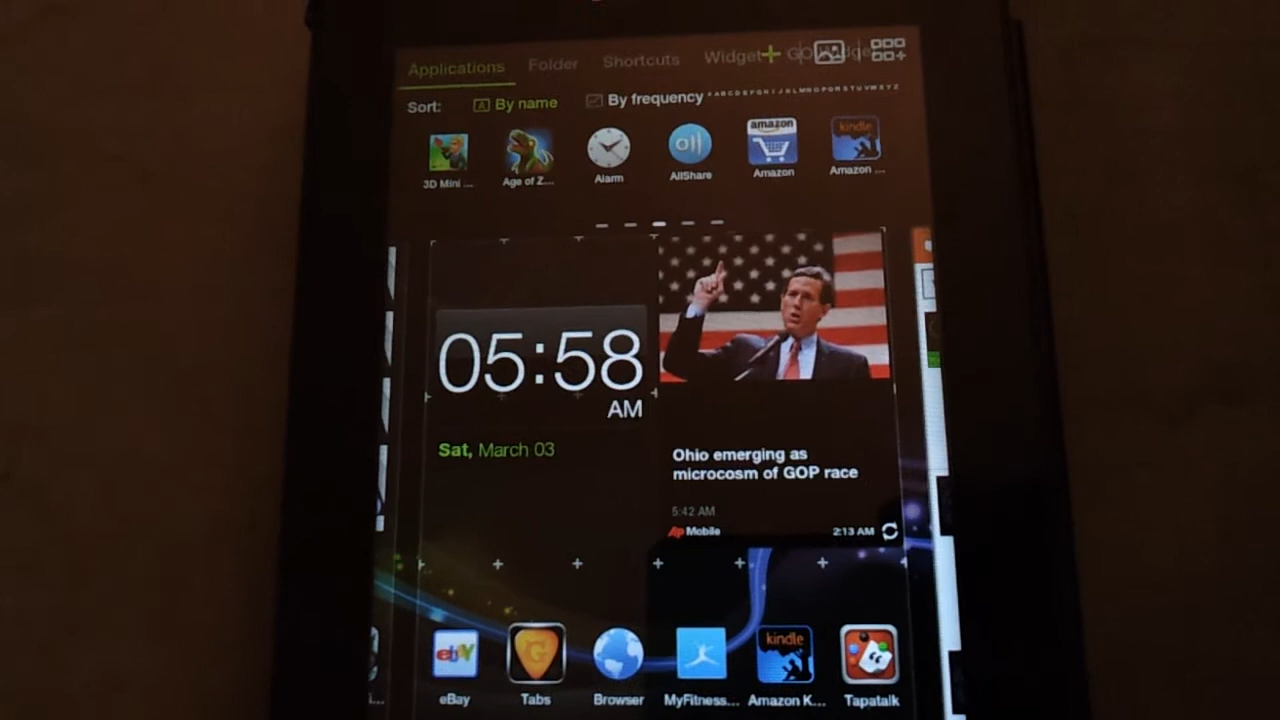 Applications Folder Shortcuts Widget
Sort: By name By frequency
# A B C D E F G H I J K L M N O P Q R S T U V W X Y Z
amazon kindle
3D Mini ... Age of Z... Alarm AllShare Amazon Amazon ...
05:58
AM
Sat, March 03
Ohio emerging as
microcosm of GOP race
5:42 AM
AP Mobile 2:13 AM
ebY G kindle
eBay Tabs Browser MyFitness... Amazon K... Tapatalk